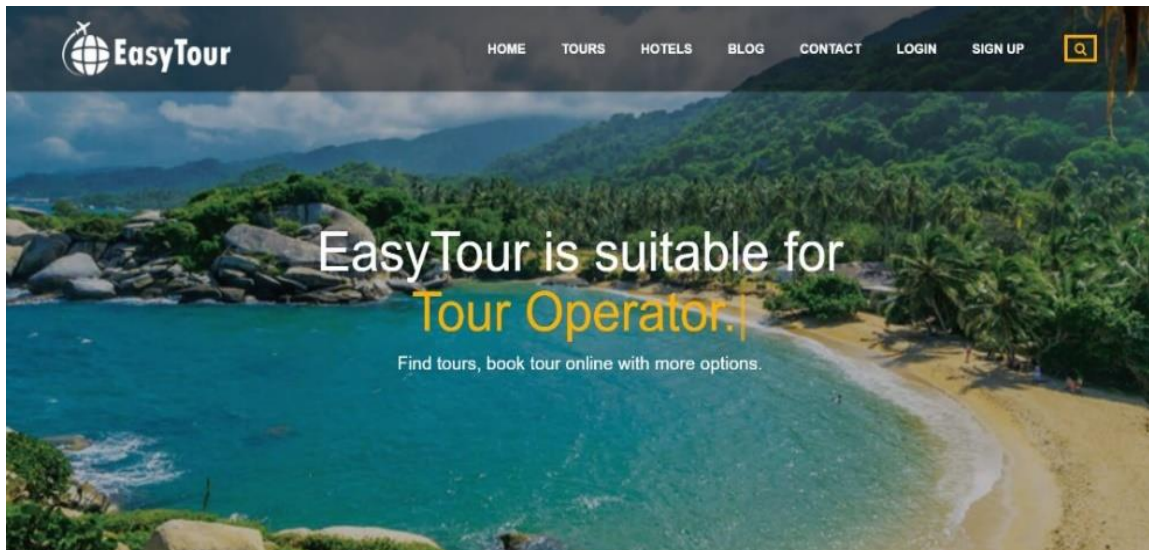 EasyTour
HOME TOURS HOTELS BLOG CONTACT LOGIN SIGN UP
EasyTour is suitable for
Tour Operator.
Find tours, book tour online with more options.